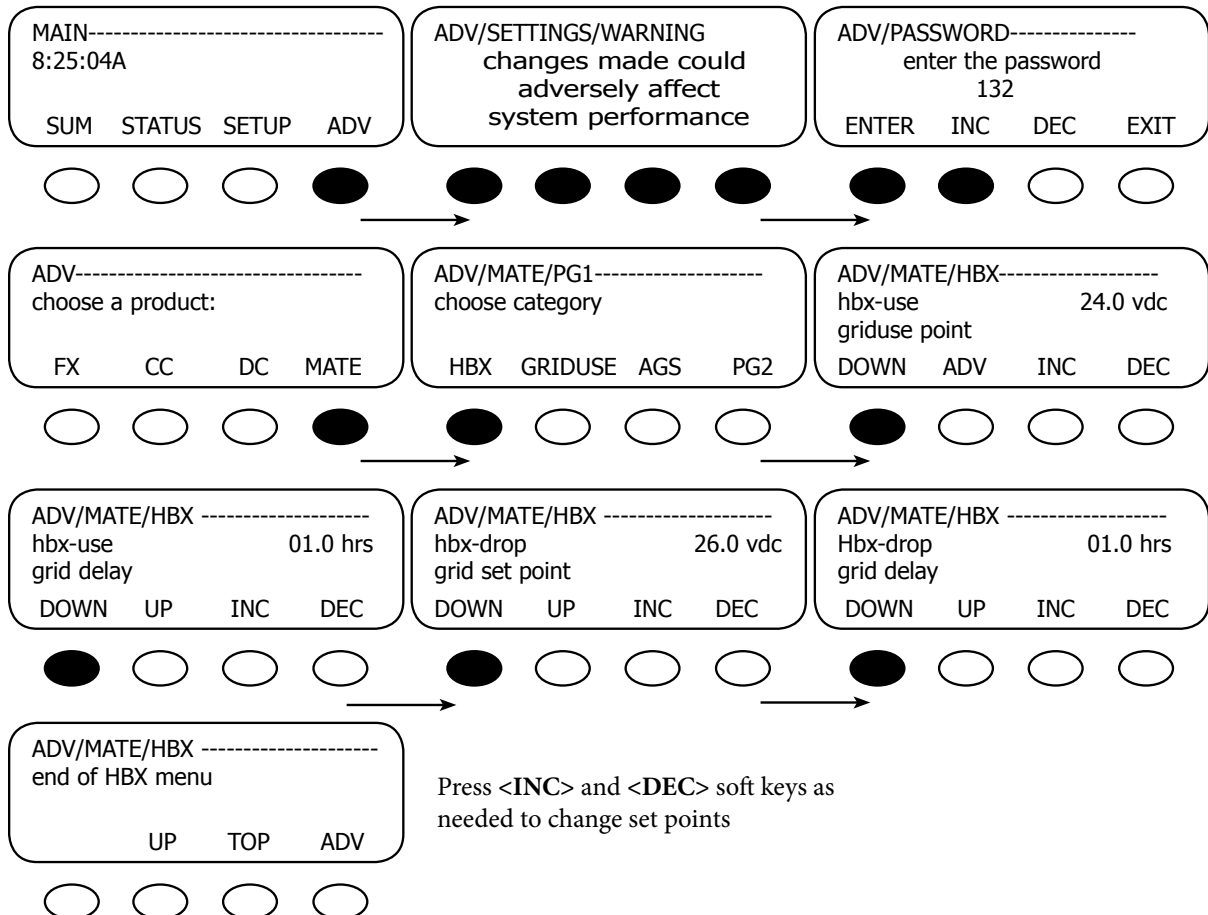 MAIN-----------------------------------
8:25:04A
SUM STATUS SETUP ADV
ADV/SETTINGS/WARNING
changes made could
adversely affect
system performance
ADV/PASSWORD---------------
enter the password
132
ENTER INC DEC EXIT
ADV----------------------------------
choose a product:
FX CC DC MATE
ADV/MATE/PG1--------------------
choose category
HBX GRIDUSE AGS PG2
ADV/MATE/HBX-------------------
hbx-use 24.0 vdc
griduse point
DOWN ADV INC DEC
ADV/MATE/HBX --------------------
hbx-use 01.0 hrs
grid delay
DOWN UP INC DEC
ADV/MATE/HBX --------------------
hbx-drop 26.0 vdc
grid set point
DOWN UP INC DEC
ADV/MATE/HBX -------------------
Hbx-drop 01.0 hrs
grid delay
DOWN UP INC DEC
ADV/MATE/HBX ---------------------
end of HBX menu
UP TOP ADV
Press <INC> and <DEC> soft keys as
needed to change set points